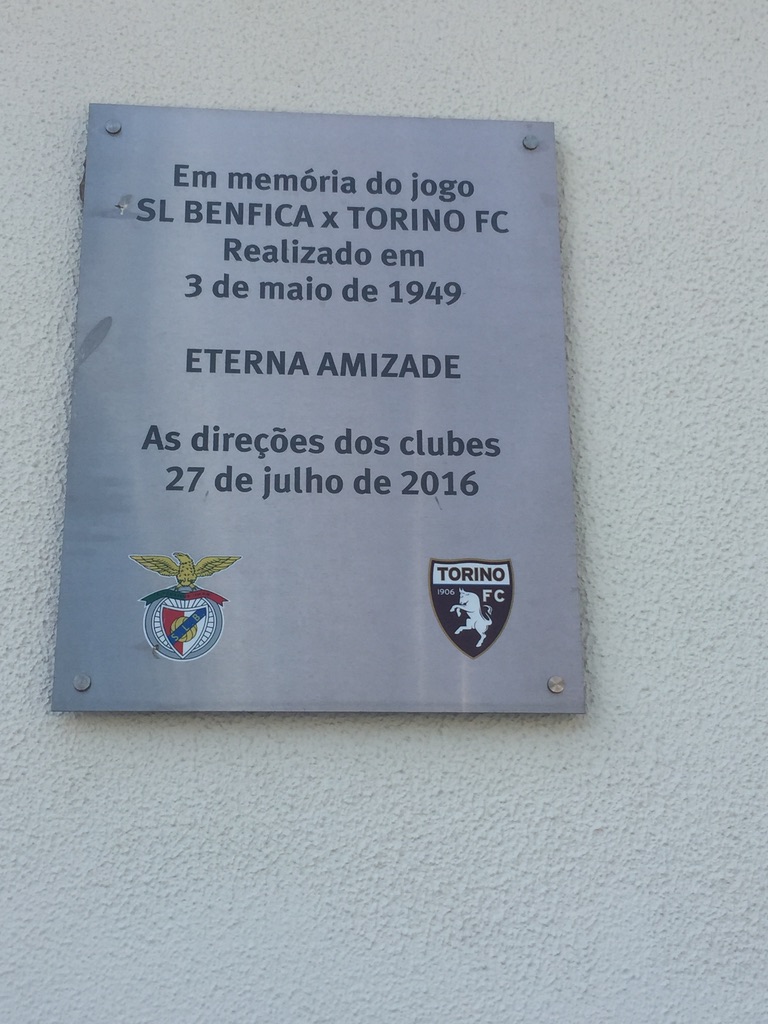 Em memória do jogo
SL BENFICA x TORINO FC
Realizado em
3 de maio de 1949
ETERNA AMIZADE
As direções dos clubes
27 de julho de 2016
SLB
TORINO
1906 FC